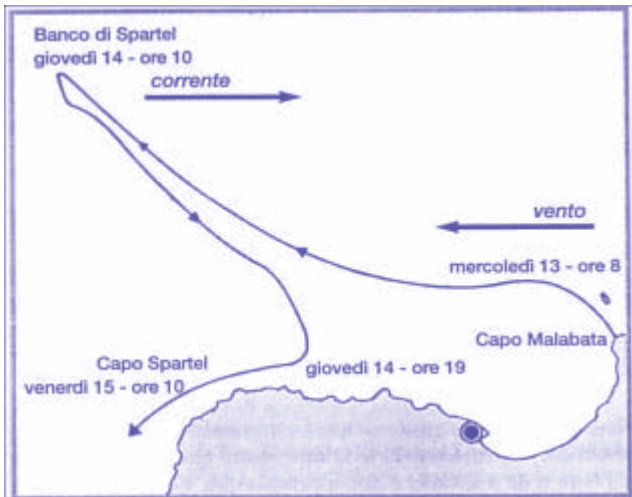 Banco di Spartel
giovedì 14 - ore 10
corrente
vento
mercoledì 13 - ore 8
Capo Malabata
Capo Spartel
venerdì 15 - ore 10
giovedì 14 - ore 19